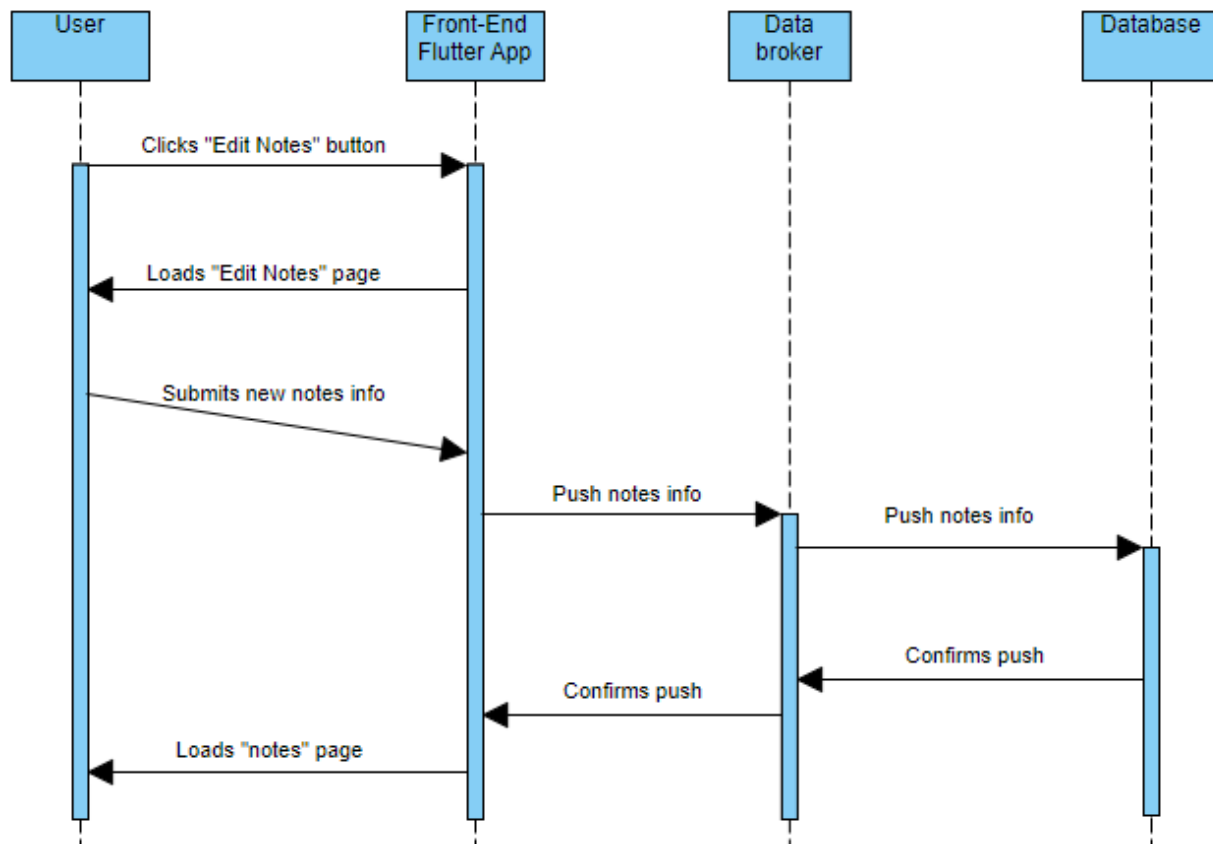 User
Front-End
Flutter App
Data
broker
Database
Clicks "Edit Notes" button
Loads "Edit Notes" page
Submits new notes info
Push notes info
Push notes info
Confirms push
Confirms push
Loads "notes" page